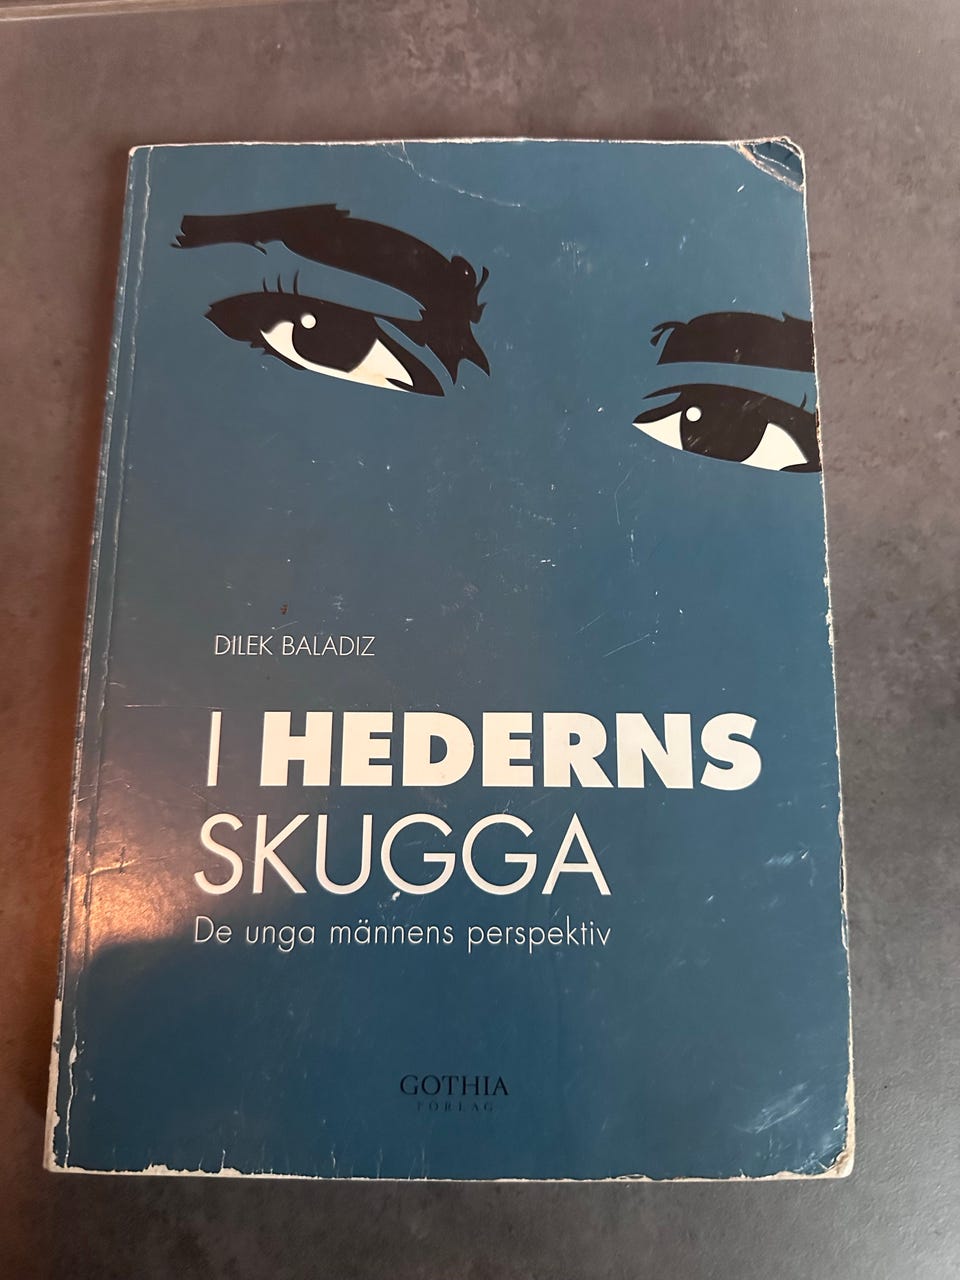 DILEK BALADIZ
I HEDERNS
SKUGGA
De unga männens perspektiv
GOTHIA
FÖRLAG